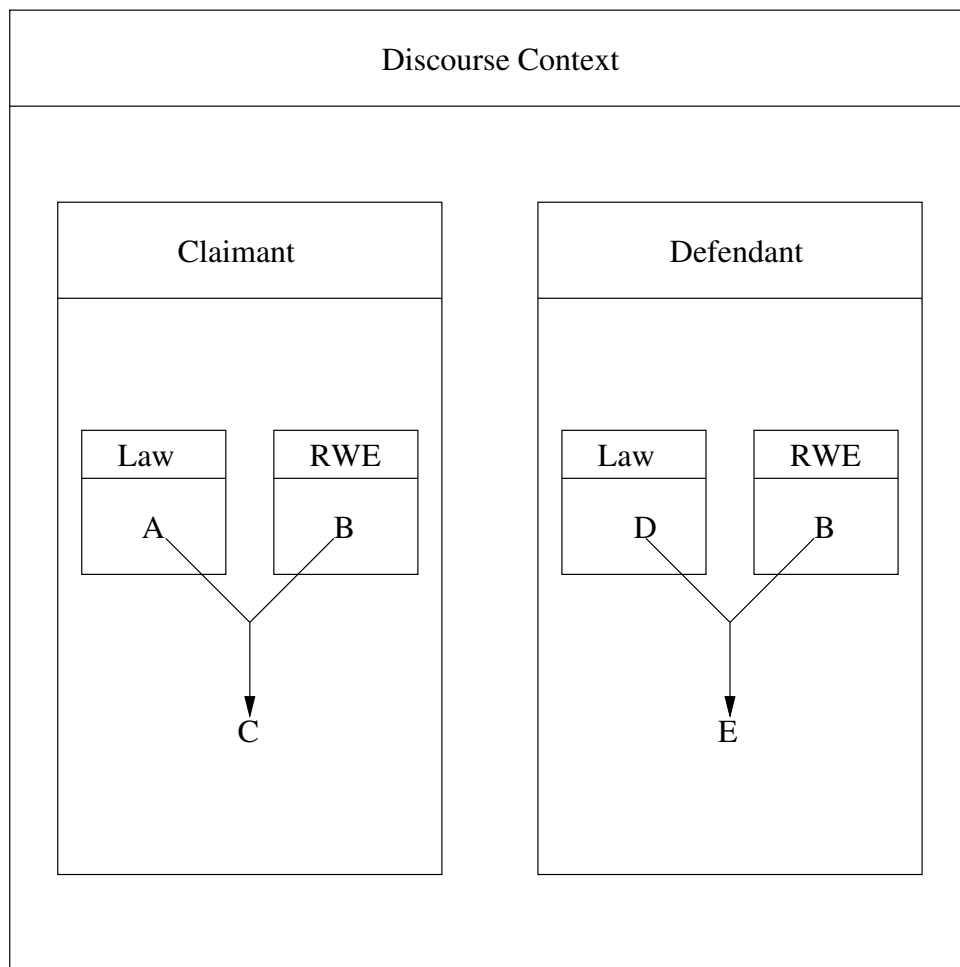 Discourse Context
Claimant
Defendant
Law
RWE
Law
RWE
A
B
D
B
C
E